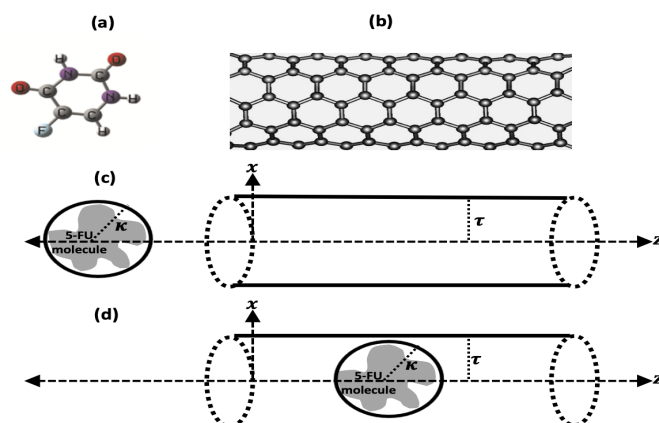 (a)
(b)
H
O
N
C
O
C
N
H
C
C
F
H
(c)
x
κ
5-FU
molecule
τ
z
(d)
x
κ
5-FU
molecule
τ
z